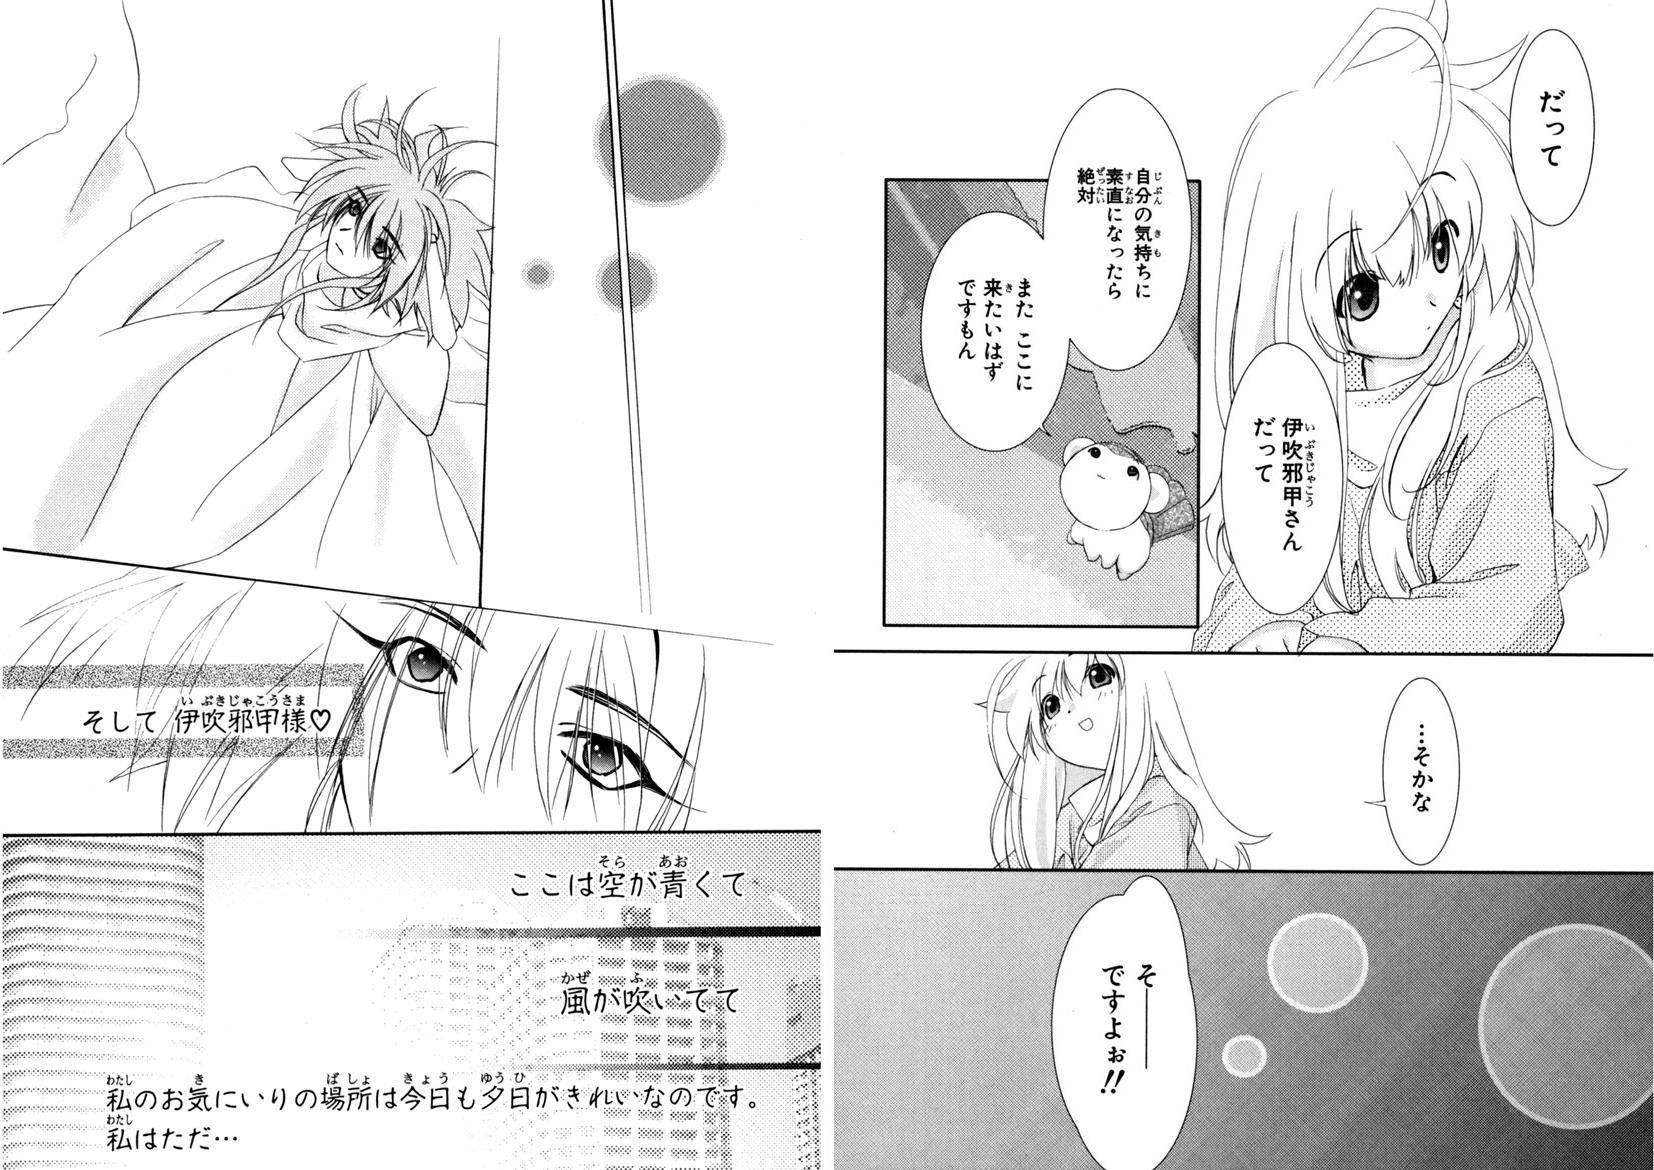 だって
自分の気持ちに
素直になったら
絶対
また ここに
来たいはず
ですもん
伊吹邪甲さん
だって
…そかな
そ――
ですよぉ!!
そして 伊吹邪甲様♡
ここは空が青くて
風が吹いてて
私のお気にいりの場所は今日も夕日がきれいなのです。
私はただ…